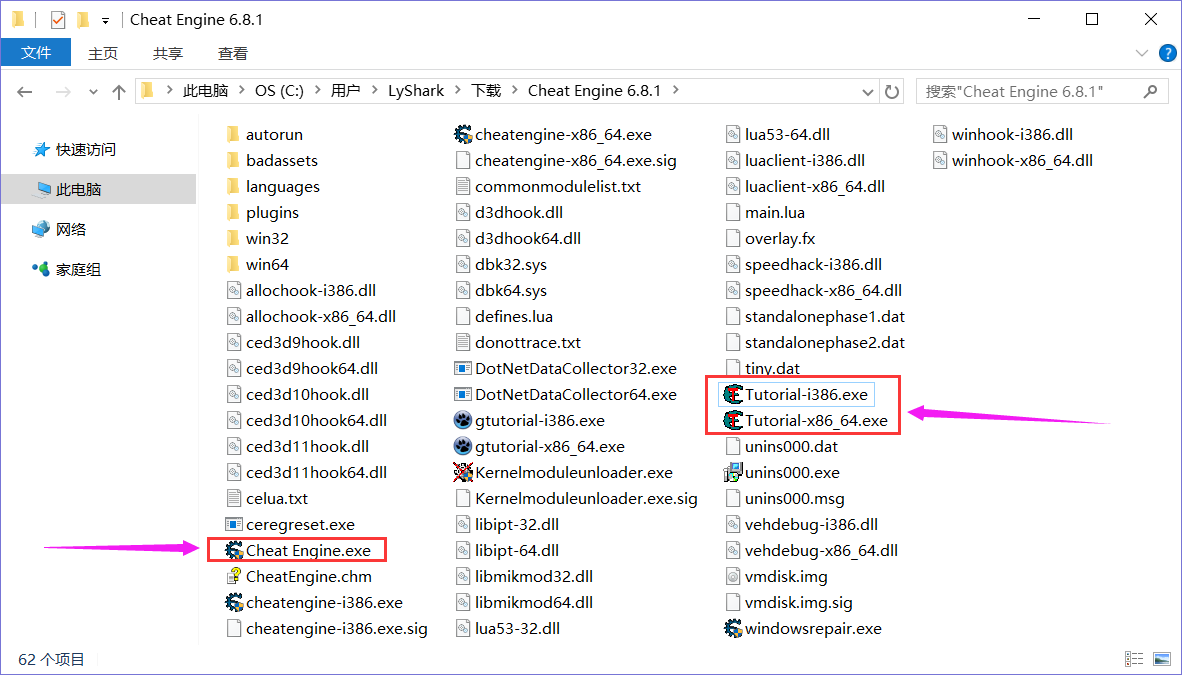 Cheat Engine 6.8.1
文件 主页 共享 查看
此电脑 OS (C:) 用户 LyShark 下载 Cheat Engine 6.8.1
搜索"Cheat Engine 6.8.1"
快速访问
此电脑
网络
家庭组
autorun
badassets
languages
plugins
win32
win64
allochook-i386.dll
allochook-x86_64.dll
ced3d9hook.dll
ced3d9hook64.dll
ced3d10hook.dll
ced3d10hook64.dll
ced3d11hook.dll
ced3d11hook64.dll
celua.txt
ceregreset.exe
Cheat Engine.exe
CheatEngine.chm
cheatengine-i386.exe
cheatengine-i386.exe.sig
cheatengine-x86_64.exe
cheatengine-x86_64.exe.sig
commonmodulelist.txt
d3dhook.dll
d3dhook64.dll
dbk32.sys
dbk64.sys
defines.lua
donottrace.txt
DotNetDataCollector32.exe
DotNetDataCollector64.exe
gtutorial-i386.exe
gtutorial-x86_64.exe
Kernelmoduleunloader.exe
Kernelmoduleunloader.exe.sig
libipt-32.dll
libipt-64.dll
libmikmod32.dll
libmikmod64.dll
lua53-32.dll
lua53-64.dll
luaclient-i386.dll
luaclient-x86_64.dll
main.lua
overlay.fx
speedhack-i386.dll
speedhack-x86_64.dll
standalonephase1.dat
standalonephase2.dat
tiny.dat
Tutorial-i386.exe
Tutorial-x86_64.exe
unins000.dat
unins000.exe
unins000.msg
vehdebug-i386.dll
vehdebug-x86_64.dll
vmdisk.img
vmdisk.img.sig
windowsrepair.exe
winhook-i386.dll
winhook-x86_64.dll
62 个项目